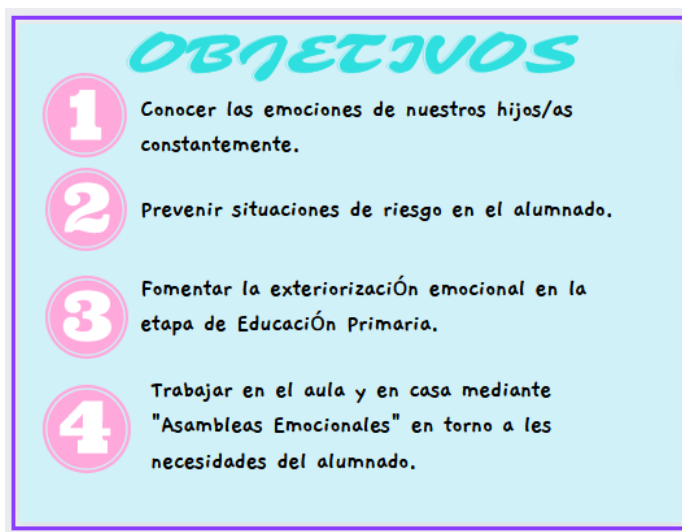 OBJETIVOS
1
Conocer las emociones de nuestros hijos/as
constantemente.
2
Prevenir situaciones de riesgo en el alumnado.
3
Fomentar la exteriorizaciÓn emocional en la
etapa de EducaciÓn Primaria.
4
Trabajar en el aula y en casa mediante
"Asambleas Emocionales" en torno a les
necesidades del alumnado.